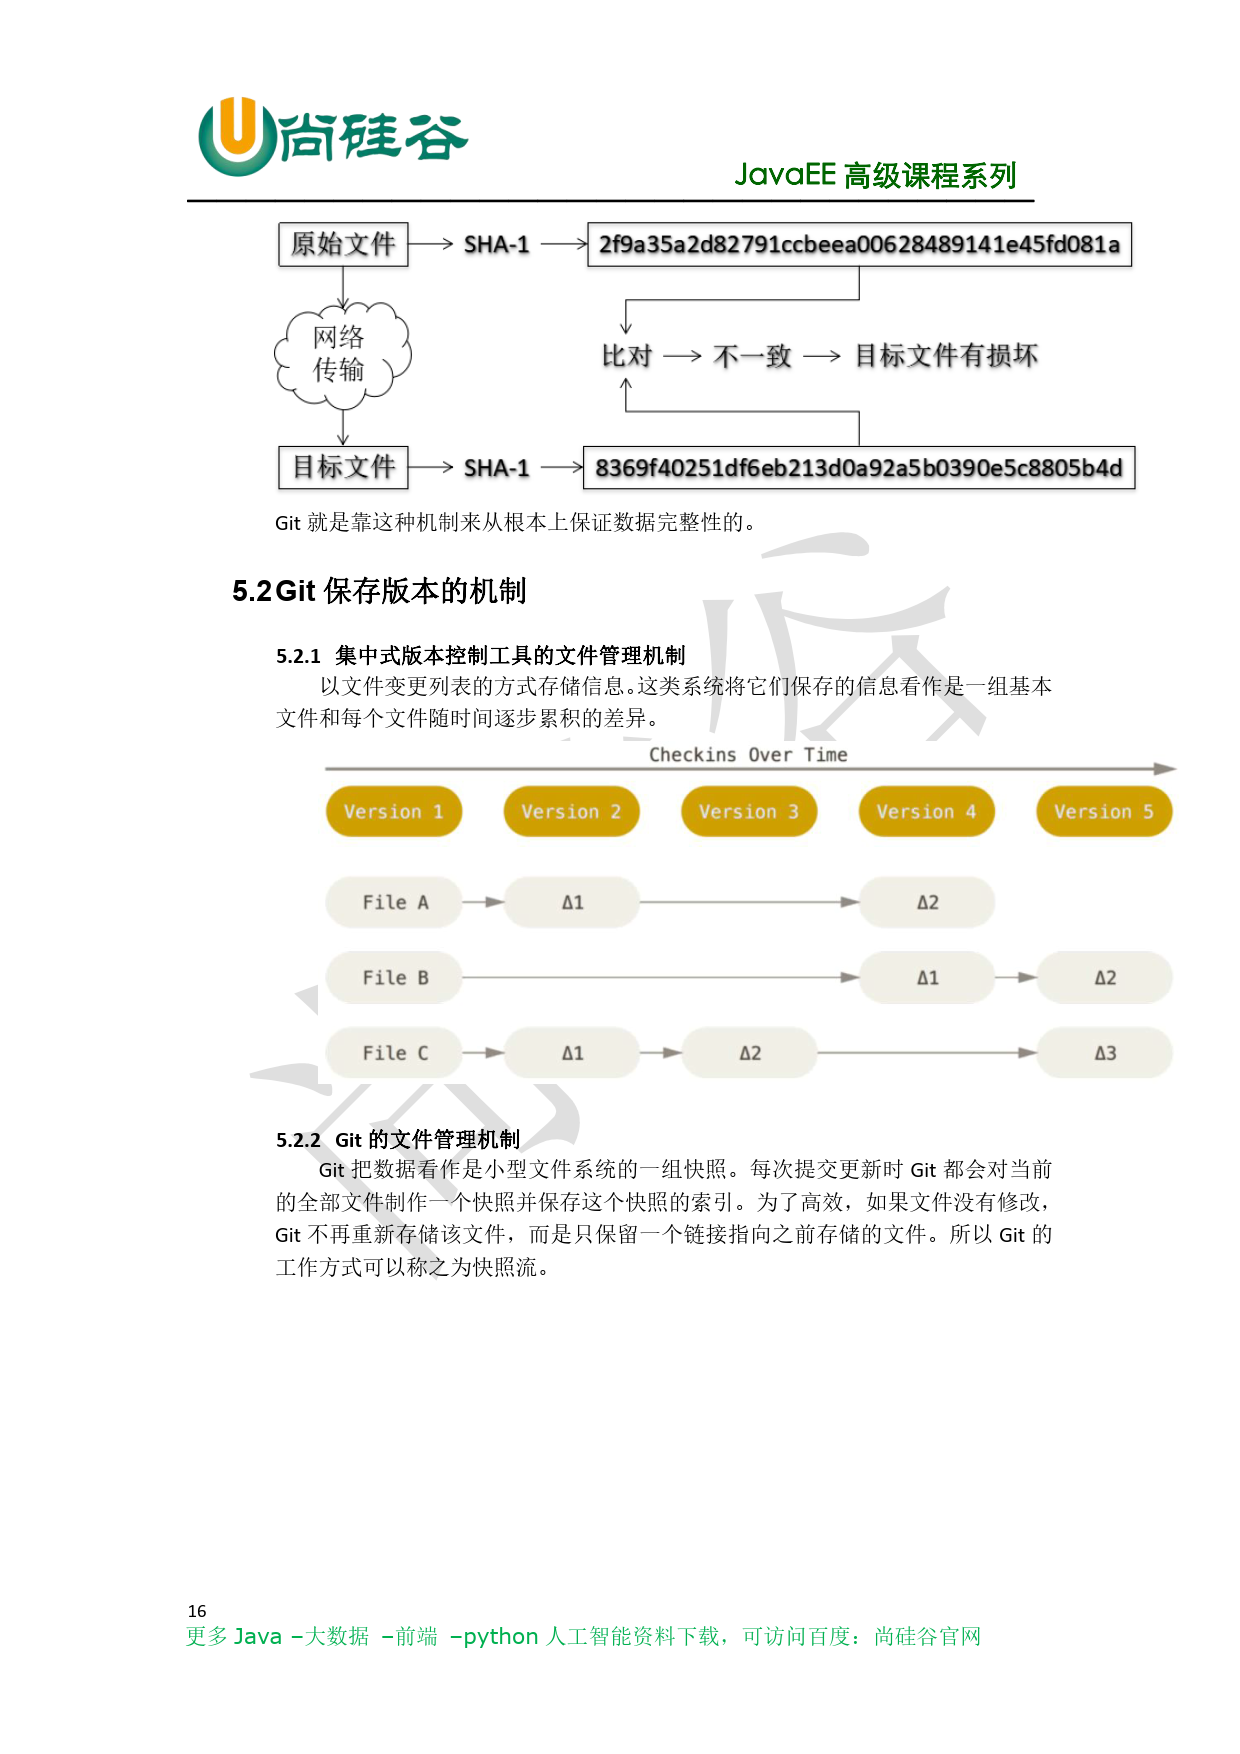 尚硅谷
JavaEE 高级课程系列
原始文件 SHA-1 2f9a35a2d82791ccbeea00628489141e45fd081a
网络
传输
比对 不一致 目标文件有损坏
目标文件 SHA-1 8369f40251df6eb213d0a92a5b0390e5c8805b4d
Git 就是靠这种机制来从根本上保证数据完整性的。
5.2 Git 保存版本的机制
5.2.1 集中式版本控制工具的文件管理机制
以文件变更列表的方式存储信息。这类系统将它们保存的信息看作是一组基本
文件和每个文件随时间逐步累积的差异。
Checkins Over Time
Version 1 Version 2 Version 3 Version 4 Version 5
File A Δ1 Δ2
File B Δ1 Δ2
File C Δ1 Δ2 Δ3
5.2.2 Git 的文件管理机制
Git 把数据看作是小型文件系统的一组快照。每次提交更新时 Git 都会对当前
的全部文件制作一个快照并保存这个快照的索引。为了高效，如果文件没有修改，
Git 不再重新存储该文件，而是只保留一个链接指向之前存储的文件。所以 Git 的
工作方式可以称之为快照流。
16
更多 Java –大数据 –前端 –python 人工智能资料下载，可访问百度：尚硅谷官网